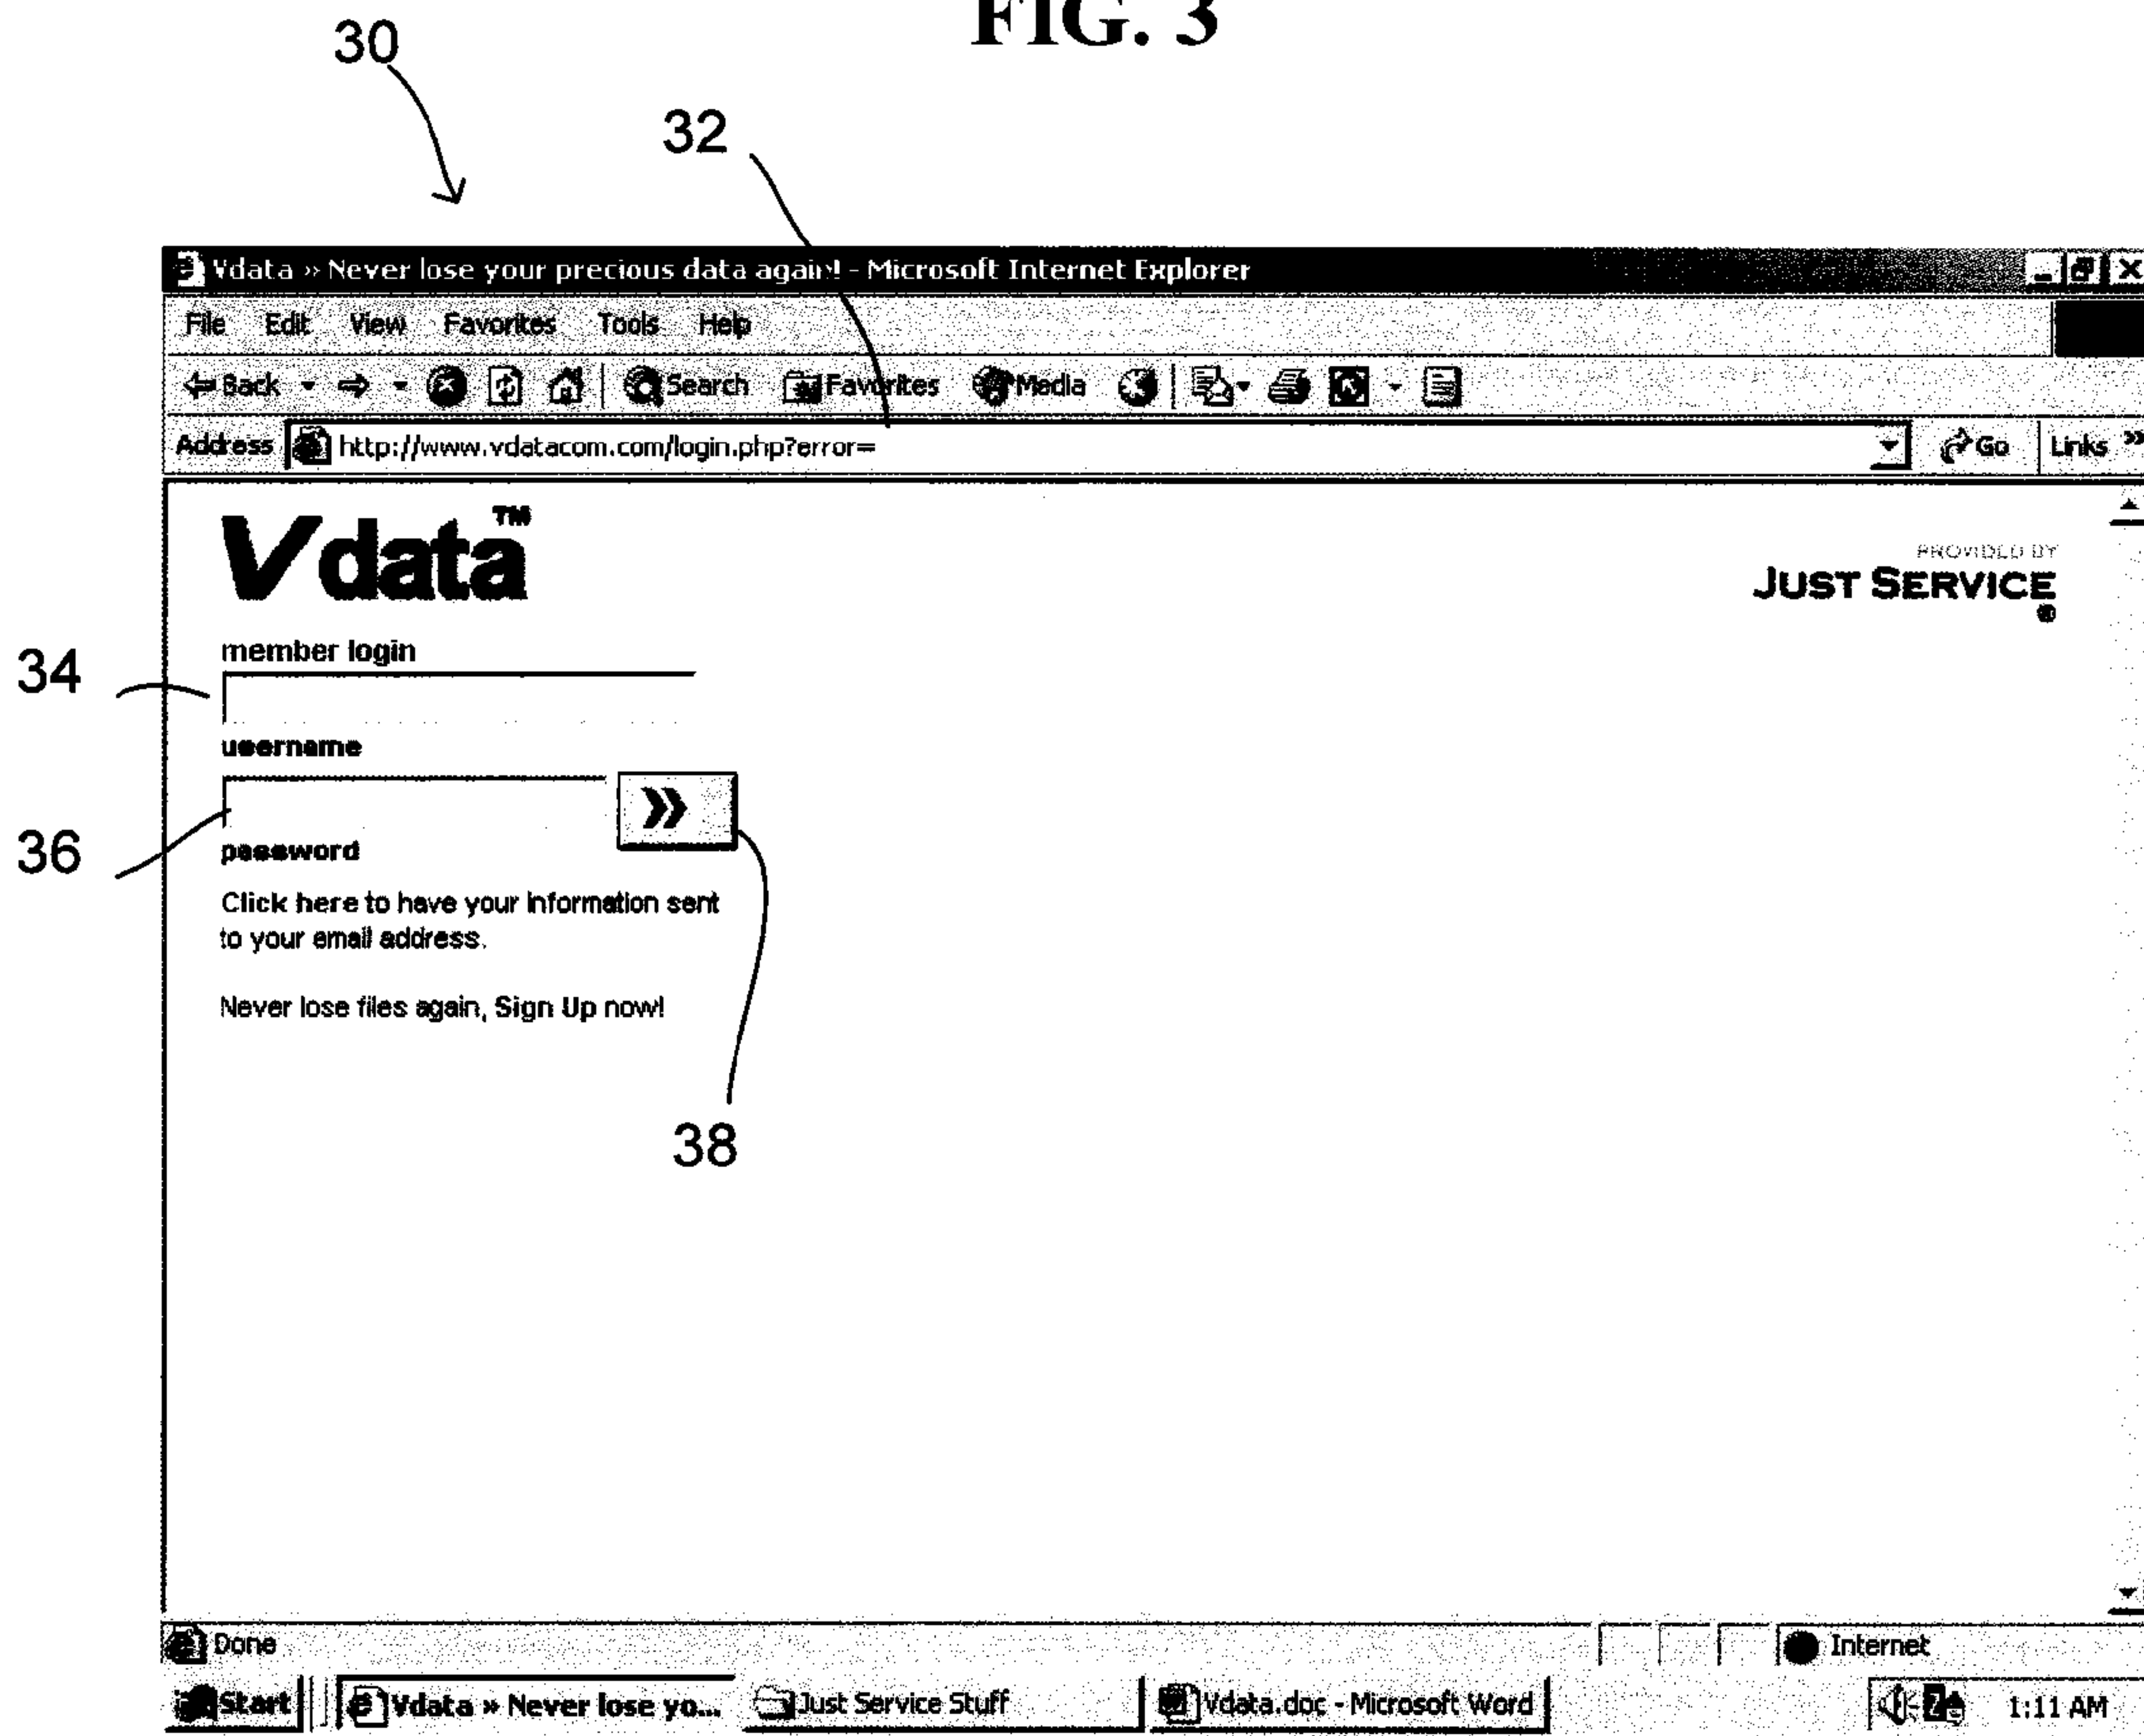 FIG. 3
30
32
Vdata » Never lose your precious data again! - Microsoft Internet Explorer
File Edit View Favorites Tools Help
Back Search Favorites Media
Address http://www.vdatacom.com/login.php?error= Go Links »
Vdata™
PROVIDED BY
JUST SERVICE
®
member login
34
username
»
36
password
Click here to have your information sent
to your email address.
Never lose files again, Sign Up now!
38
Done Internet
Start Vdata » Never lose yo... Just Service Stuff Vdata.doc - Microsoft Word 1:11 AM